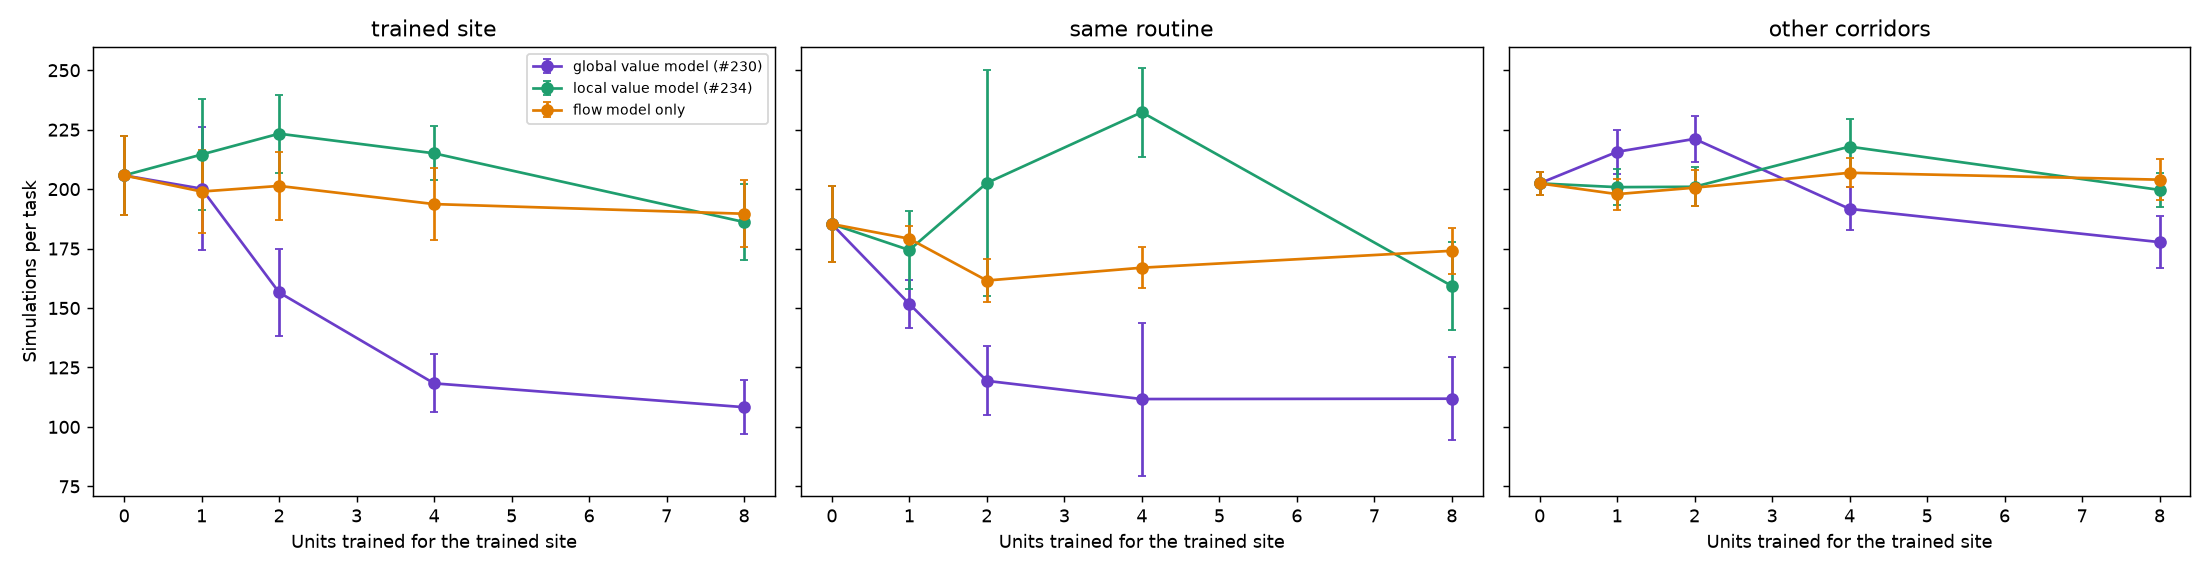 trained site
same routine
other corridors
global value model (#230)
local value model (#234)
flow model only
Simulations per task
250
225
200
175
150
125
100
75
0 1 2 3 4 5 6 7 8
0 1 2 3 4 5 6 7 8
0 1 2 3 4 5 6 7 8
Units trained for the trained site
Units trained for the trained site
Units trained for the trained site